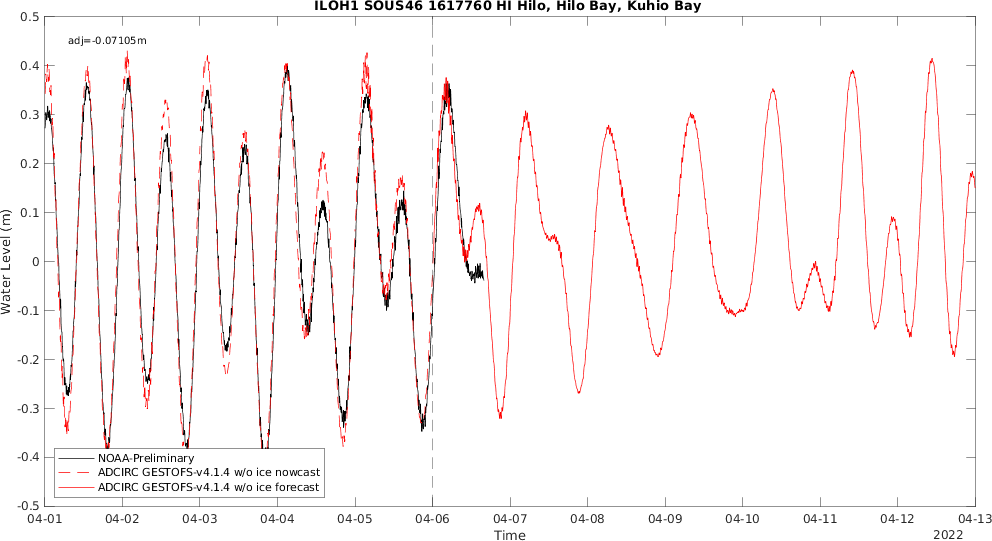 ILOH1 SOUS46 1617760 HI Hilo, Hilo Bay, Kuhio Bay
adj=-0.07105m
0.5
0.4
0.3
0.2
0.1
0
-0.1
-0.2
-0.3
-0.4
-0.5
Water Level (m)
NOAA-Preliminary
ADCIRC GESTOFS-v4.1.4 w/o ice nowcast
ADCIRC GESTOFS-v4.1.4 w/o ice forecast
04-01 04-02 04-03 04-04 04-05 04-06 04-07 04-08 04-09 04-10 04-11 04-12 04-13
Time
2022